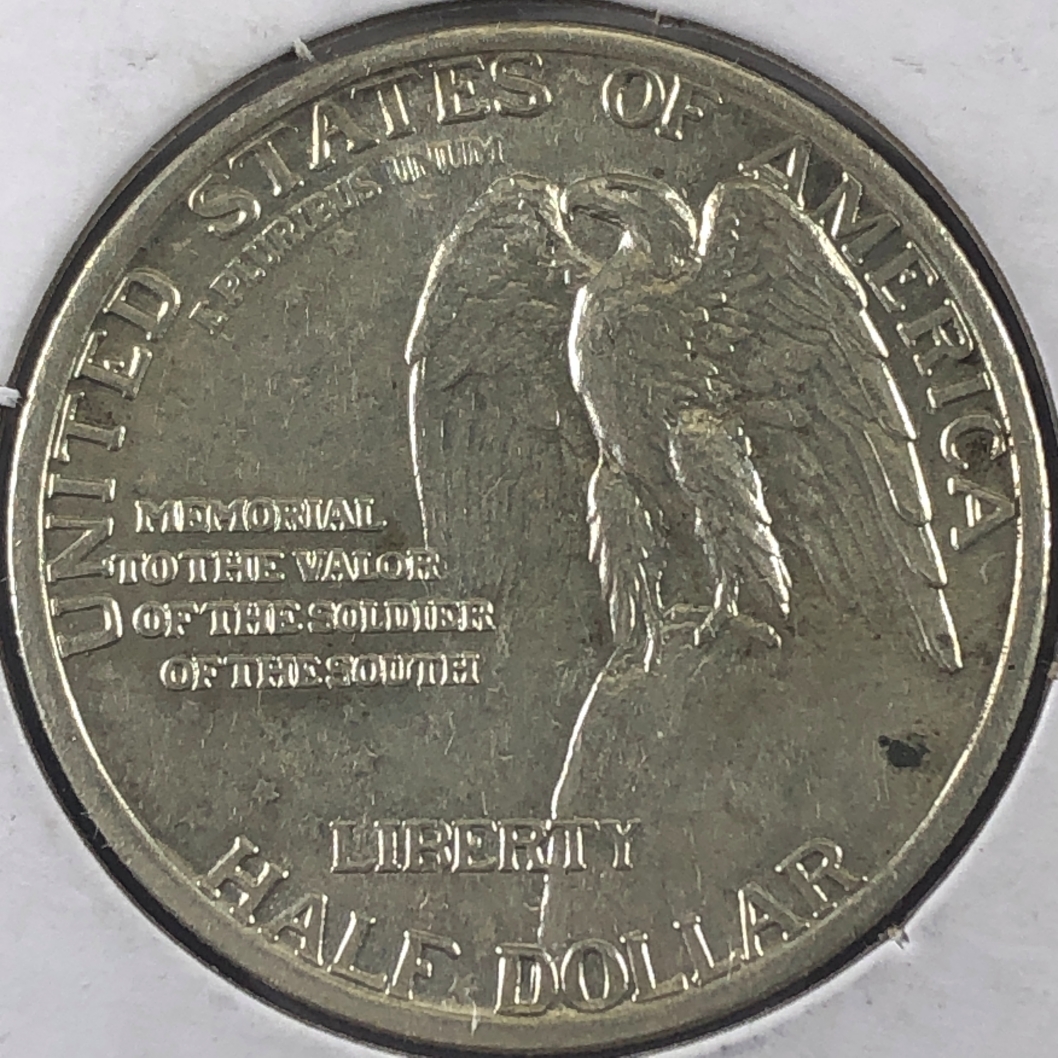 UNITED STATES OF AMERICA
E PLURIBUS UNUM
MEMORIAL
TO THE VALOR
OF THE SOLDIER
OF THE SOUTH
LIBERTY
HALF DOLLAR